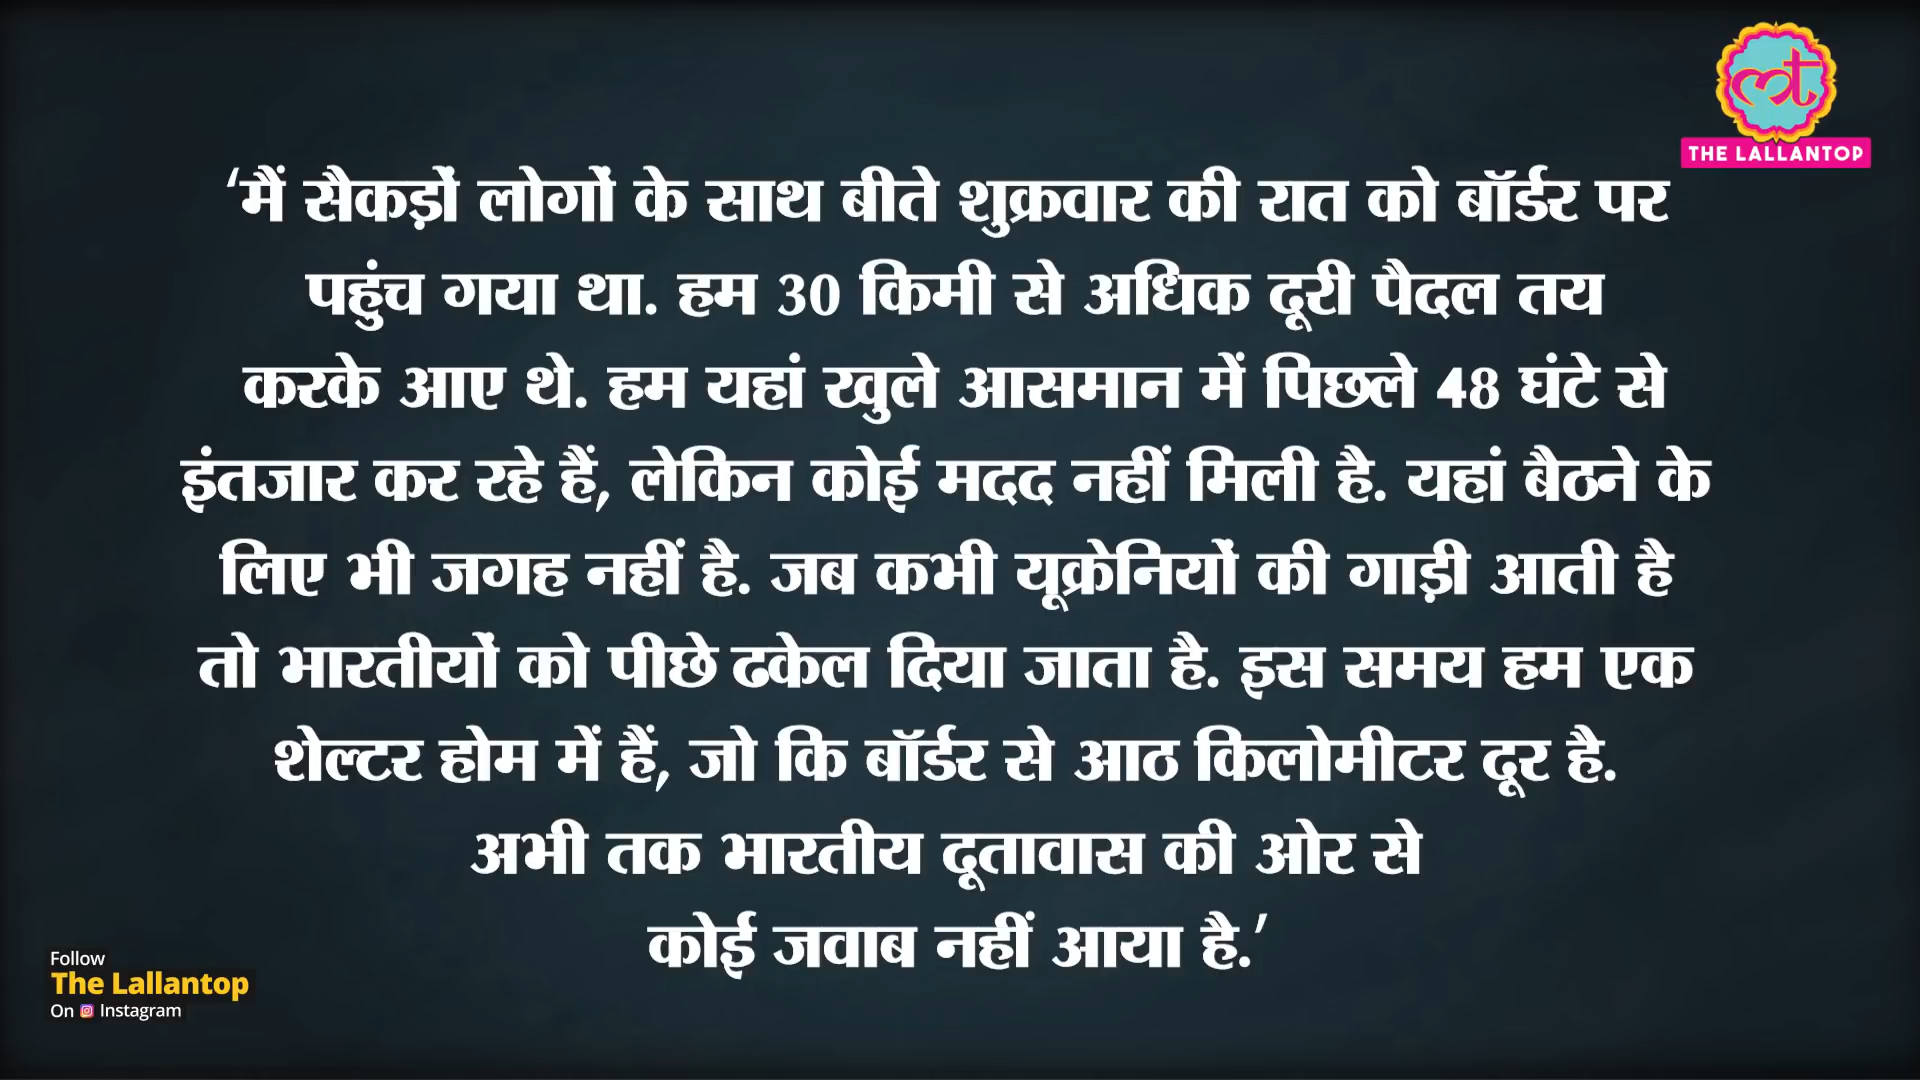 THE LALLANTOP
‘मैं सैकड़ों लोगों के साथ बीते शुक्रवार की रात को बॉर्डर पर
पहुंच गया था. हम 30 किमी से अधिक दूरी पैदल तय
करके आए थे. हम यहां खुले आसमान में पिछले 48 घंटे से
इंतजार कर रहे हैं, लेकिन कोई मदद नहीं मिली है. यहां बैठने के
लिए भी जगह नहीं है. जब कभी यूक्रेनियों की गाड़ी आती है
तो भारतीयों को पीछे ढकेल दिया जाता है. इस समय हम एक
शेल्टर होम में हैं, जो कि बॉर्डर से आठ किलोमीटर दूर है.
अभी तक भारतीय दूतावास की ओर से
कोई जवाब नहीं आया है.’
Follow
The Lallantop
On Instagram